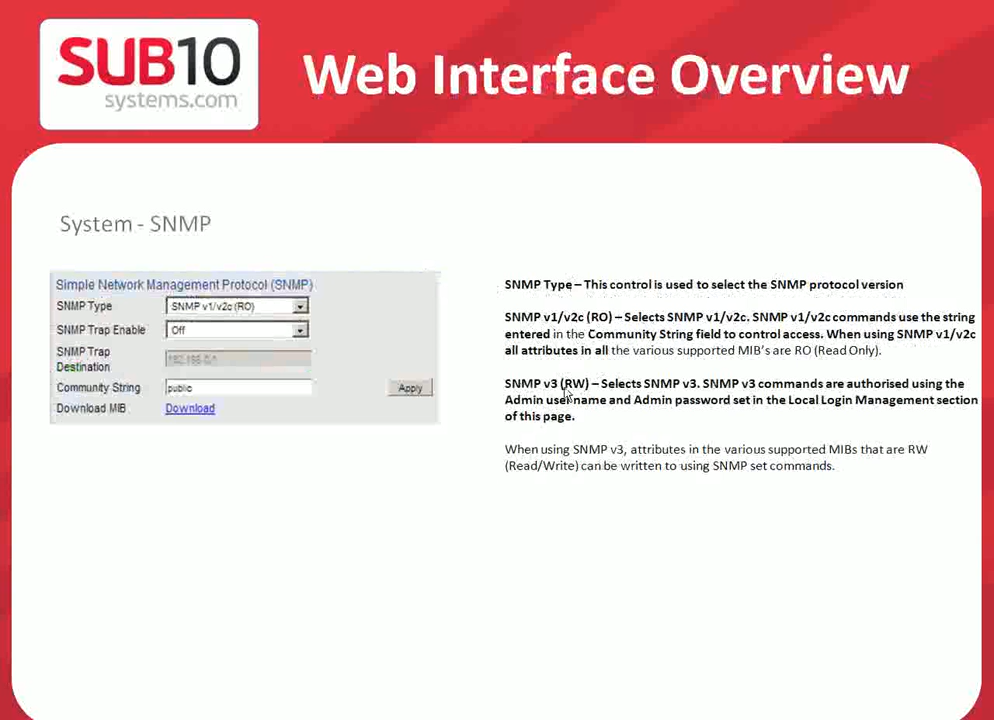 SUB10
systems.com
Web Interface Overview
System - SNMP
Simple Network Management Protocol (SNMP)
SNMP Type
SNMP v1/v2c (RO)
SNMP Trap Enable
Off
SNMP Trap
Destination
Community String
public
Apply
Download MIB
Download
SNMP Type – This control is used to select the SNMP protocol version
SNMP v1/v2c (RO) – Selects SNMP v1/v2c. SNMP v1/v2c commands use the string
entered in the Community String field to control access. When using SNMP v1/v2c
all attributes in all the various supported MIB's are RO (Read Only).
SNMP v3 (RW) – Selects SNMP v3. SNMP v3 commands are authorised using the
Admin username and Admin password set in the Local Login Management section
of this page.
When using SNMP v3, attributes in the various supported MIBs that are RW
(Read/Write) can be written to using SNMP set commands.